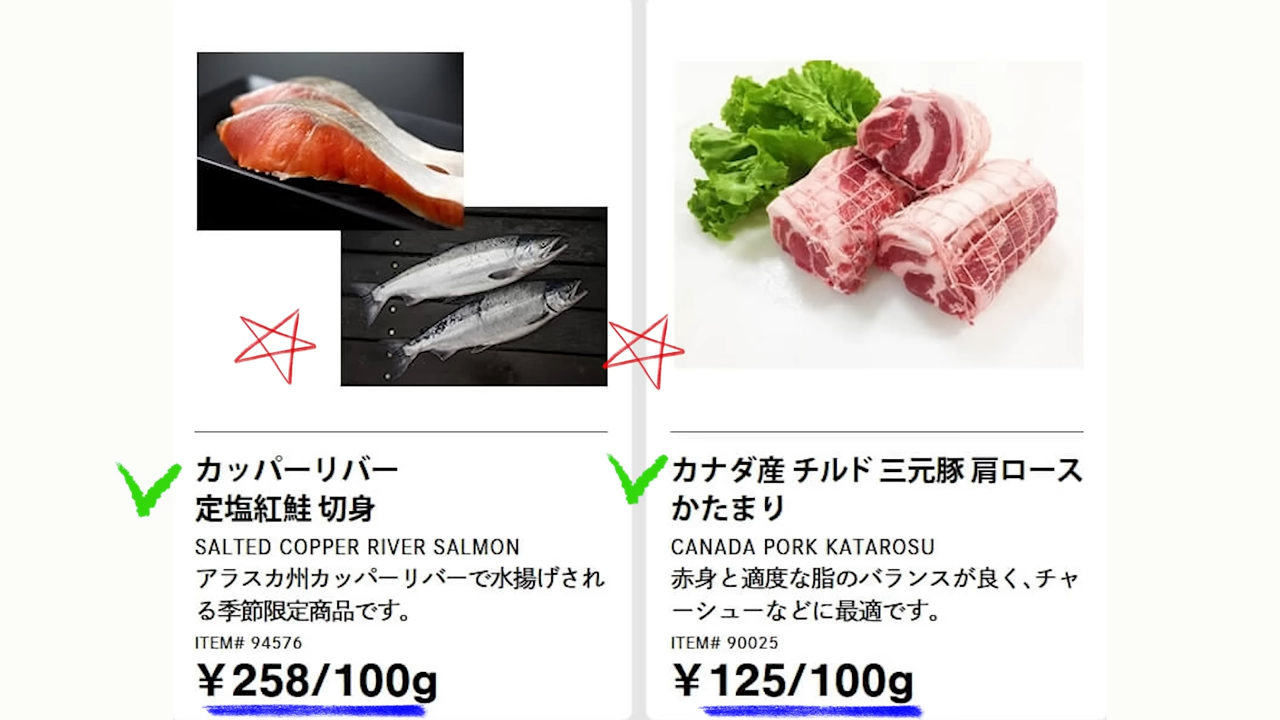 カッパーリバー
定塩紅鮭 切身
SALTED COPPER RIVER SALMON
アラスカ州カッパーリバーで水揚げされ
る季節限定商品です。
ITEM# 94576
￥258/100g
カナダ産 チルド 三元豚 肩ロース
かたまり
CANADA PORK KATAROSU
赤身と適度な脂のバランスが良く、チャ
ーシューなどに最適です。
ITEM# 90025
￥125/100g